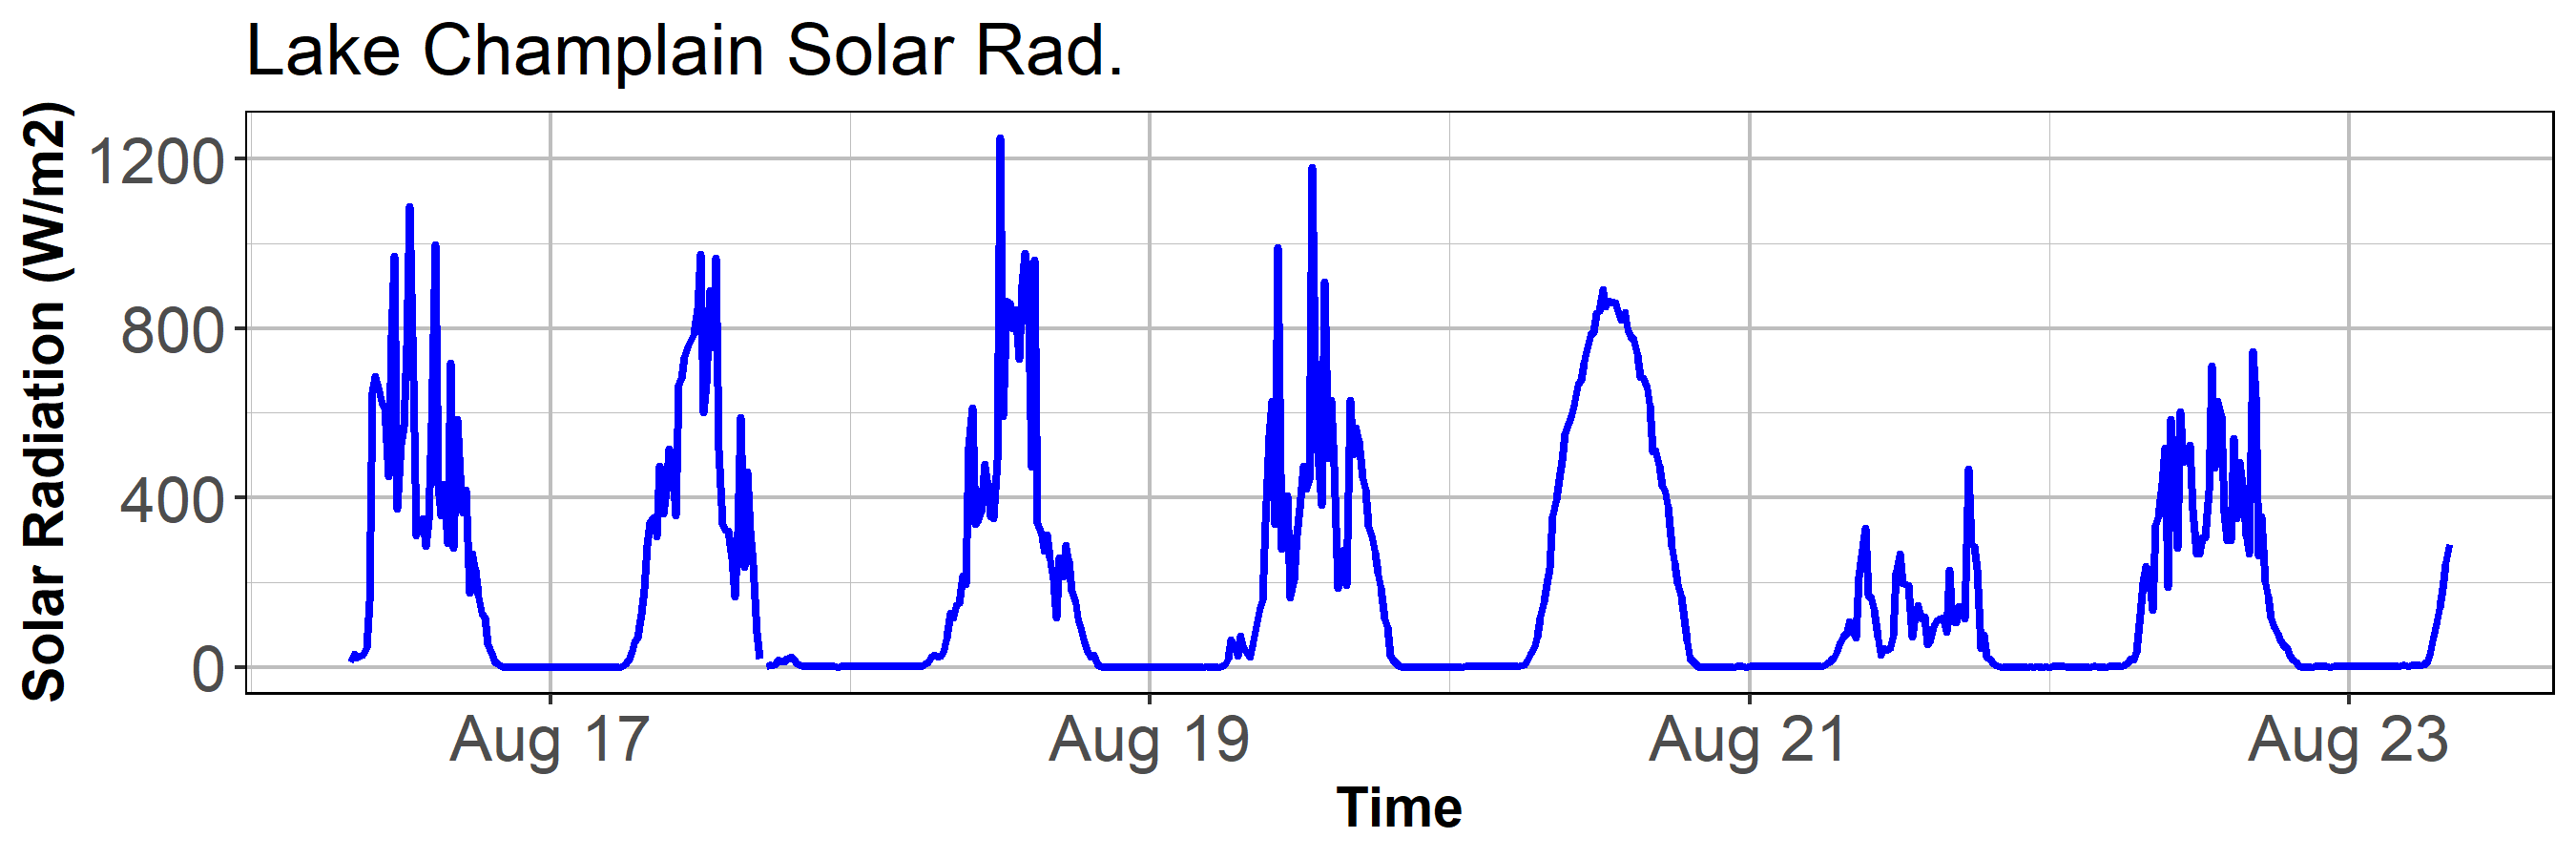 Lake Champlain Solar Rad.
Solar Radiation (W/m2)
1200
800
400
0
Aug 17
Aug 19
Aug 21
Aug 23
Time